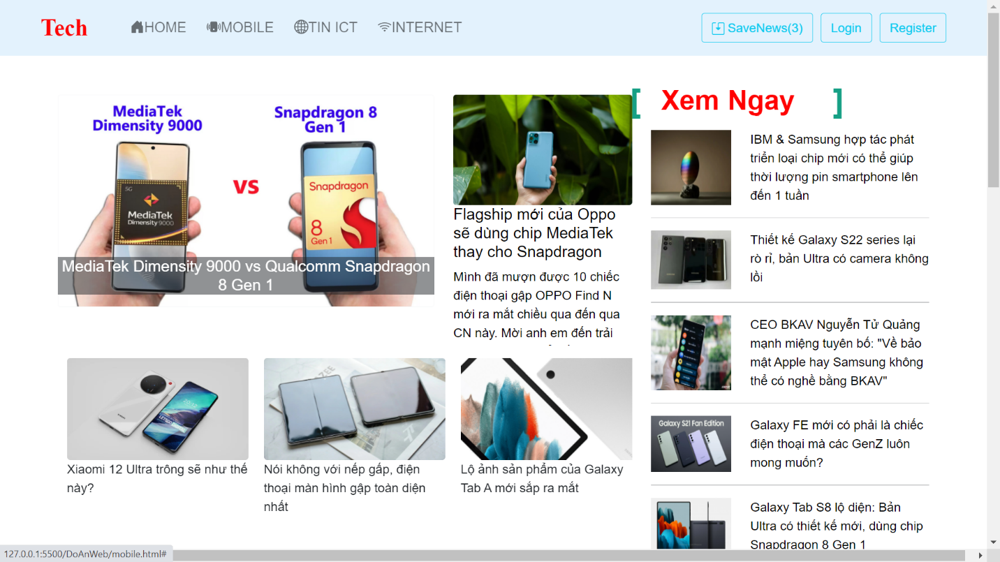 Tech
HOME
MOBILE
TIN ICT
INTERNET
SaveNews(3)
Login
Register
MediaTek
Dimensity 9000
Snapdragon 8
Gen 1
vs
5G
MediaTek
Dimensity 9000
Snapdragon
8
Gen 1
MediaTek Dimensity 9000 vs Qualcomm Snapdragon
8 Gen 1
Flagship mới của Oppo
sẽ dùng chip MediaTek
thay cho Snapdragon
Mình đã mượn được 10 chiếc
điện thoại gập OPPO Find N
mới ra mắt chiều qua đến qua
CN này. Mời anh em đến trải
Xiaomi 12 Ultra trông sẽ như thế
này?
Nói không với nếp gấp, điện
thoại màn hình gập toàn diện
nhất
Lộ ảnh sản phẩm của Galaxy
Tab A mới sắp ra mắt
[ Xem Ngay ]
IBM & Samsung hợp tác phát
triển loại chip mới có thể giúp
thời lượng pin smartphone lên
đến 1 tuần
Thiết kế Galaxy S22 series lại
rò rỉ, bản Ultra có camera không
lồi
CEO BKAV Nguyễn Tử Quảng
mạnh miệng tuyên bố: "Về bảo
mật Apple hay Samsung không
thể có nghề bằng BKAV"
Galaxy S21 Fan Edition
Galaxy FE mới có phải là chiếc
điện thoại mà các GenZ luôn
mong muốn?
Galaxy Tab S8 lộ diện: Bản
Ultra có thiết kế mới, dùng chip
Snapdragon 8 Gen 1
127.0.0.1:5500/DoAnWeb/mobile.html#